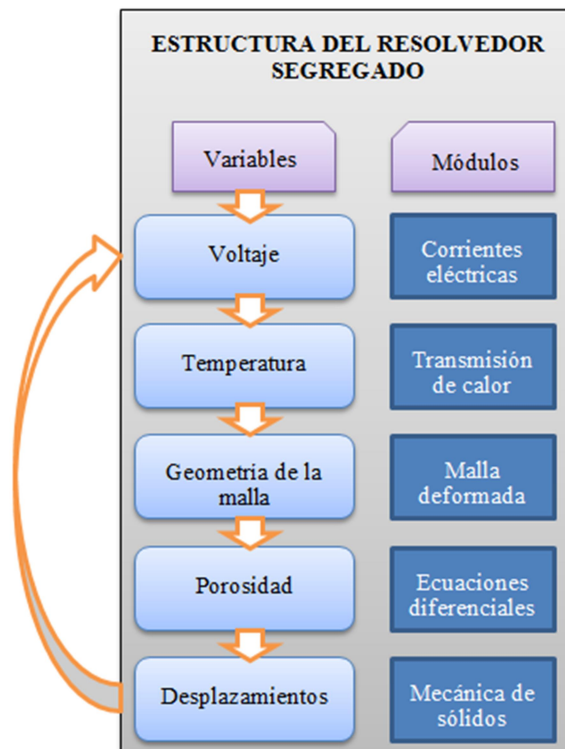 ESTRUCTURA DEL RESOLVEDOR
SEGREGADO
Variables
Módulos
Voltaje
Corrientes
eléctricas
Temperatura
Transmisión
de calor
Geometria de la
malla
Malla
deformada
Porosidad
Ecuaciones
diferenciales
Desplazamientos
Mecánica de
sólidos